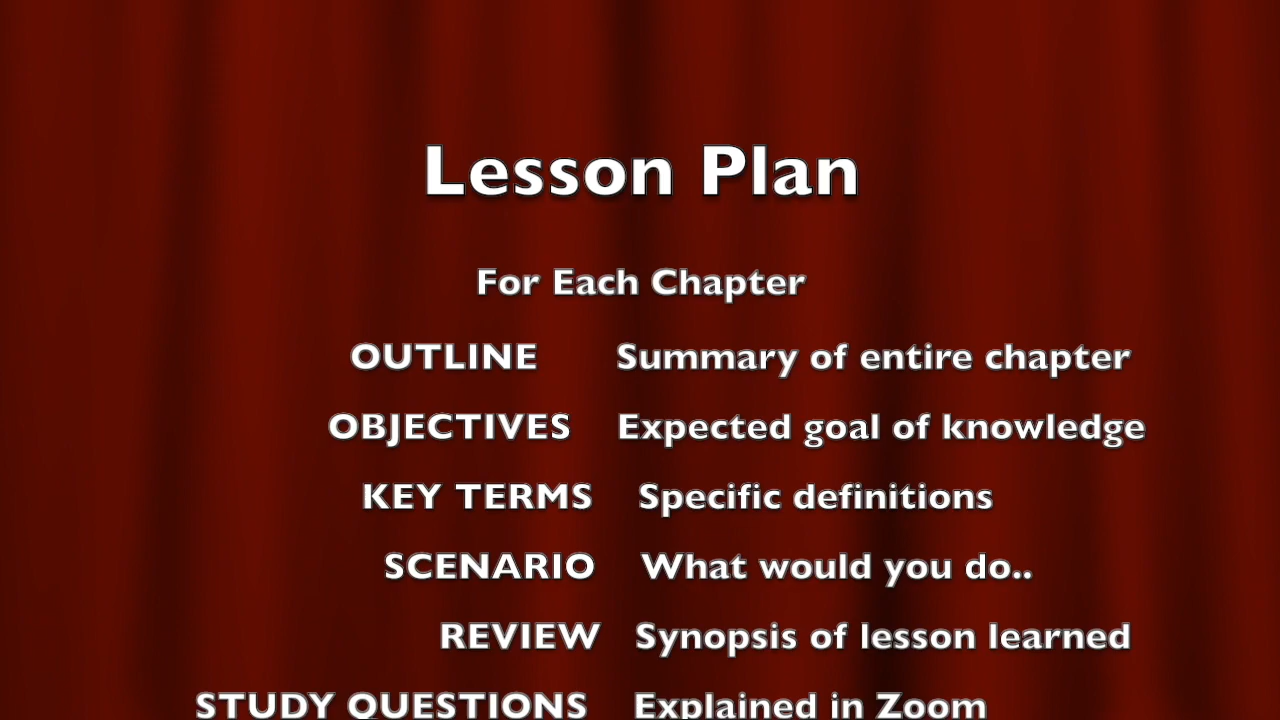 Lesson Plan
For Each Chapter
OUTLINE Summary of entire chapter
OBJECTIVES Expected goal of knowledge
KEY TERMS Specific definitions
SCENARIO What would you do..
REVIEW Synopsis of lesson learned
STUDY QUESTIONS Explained in Zoom